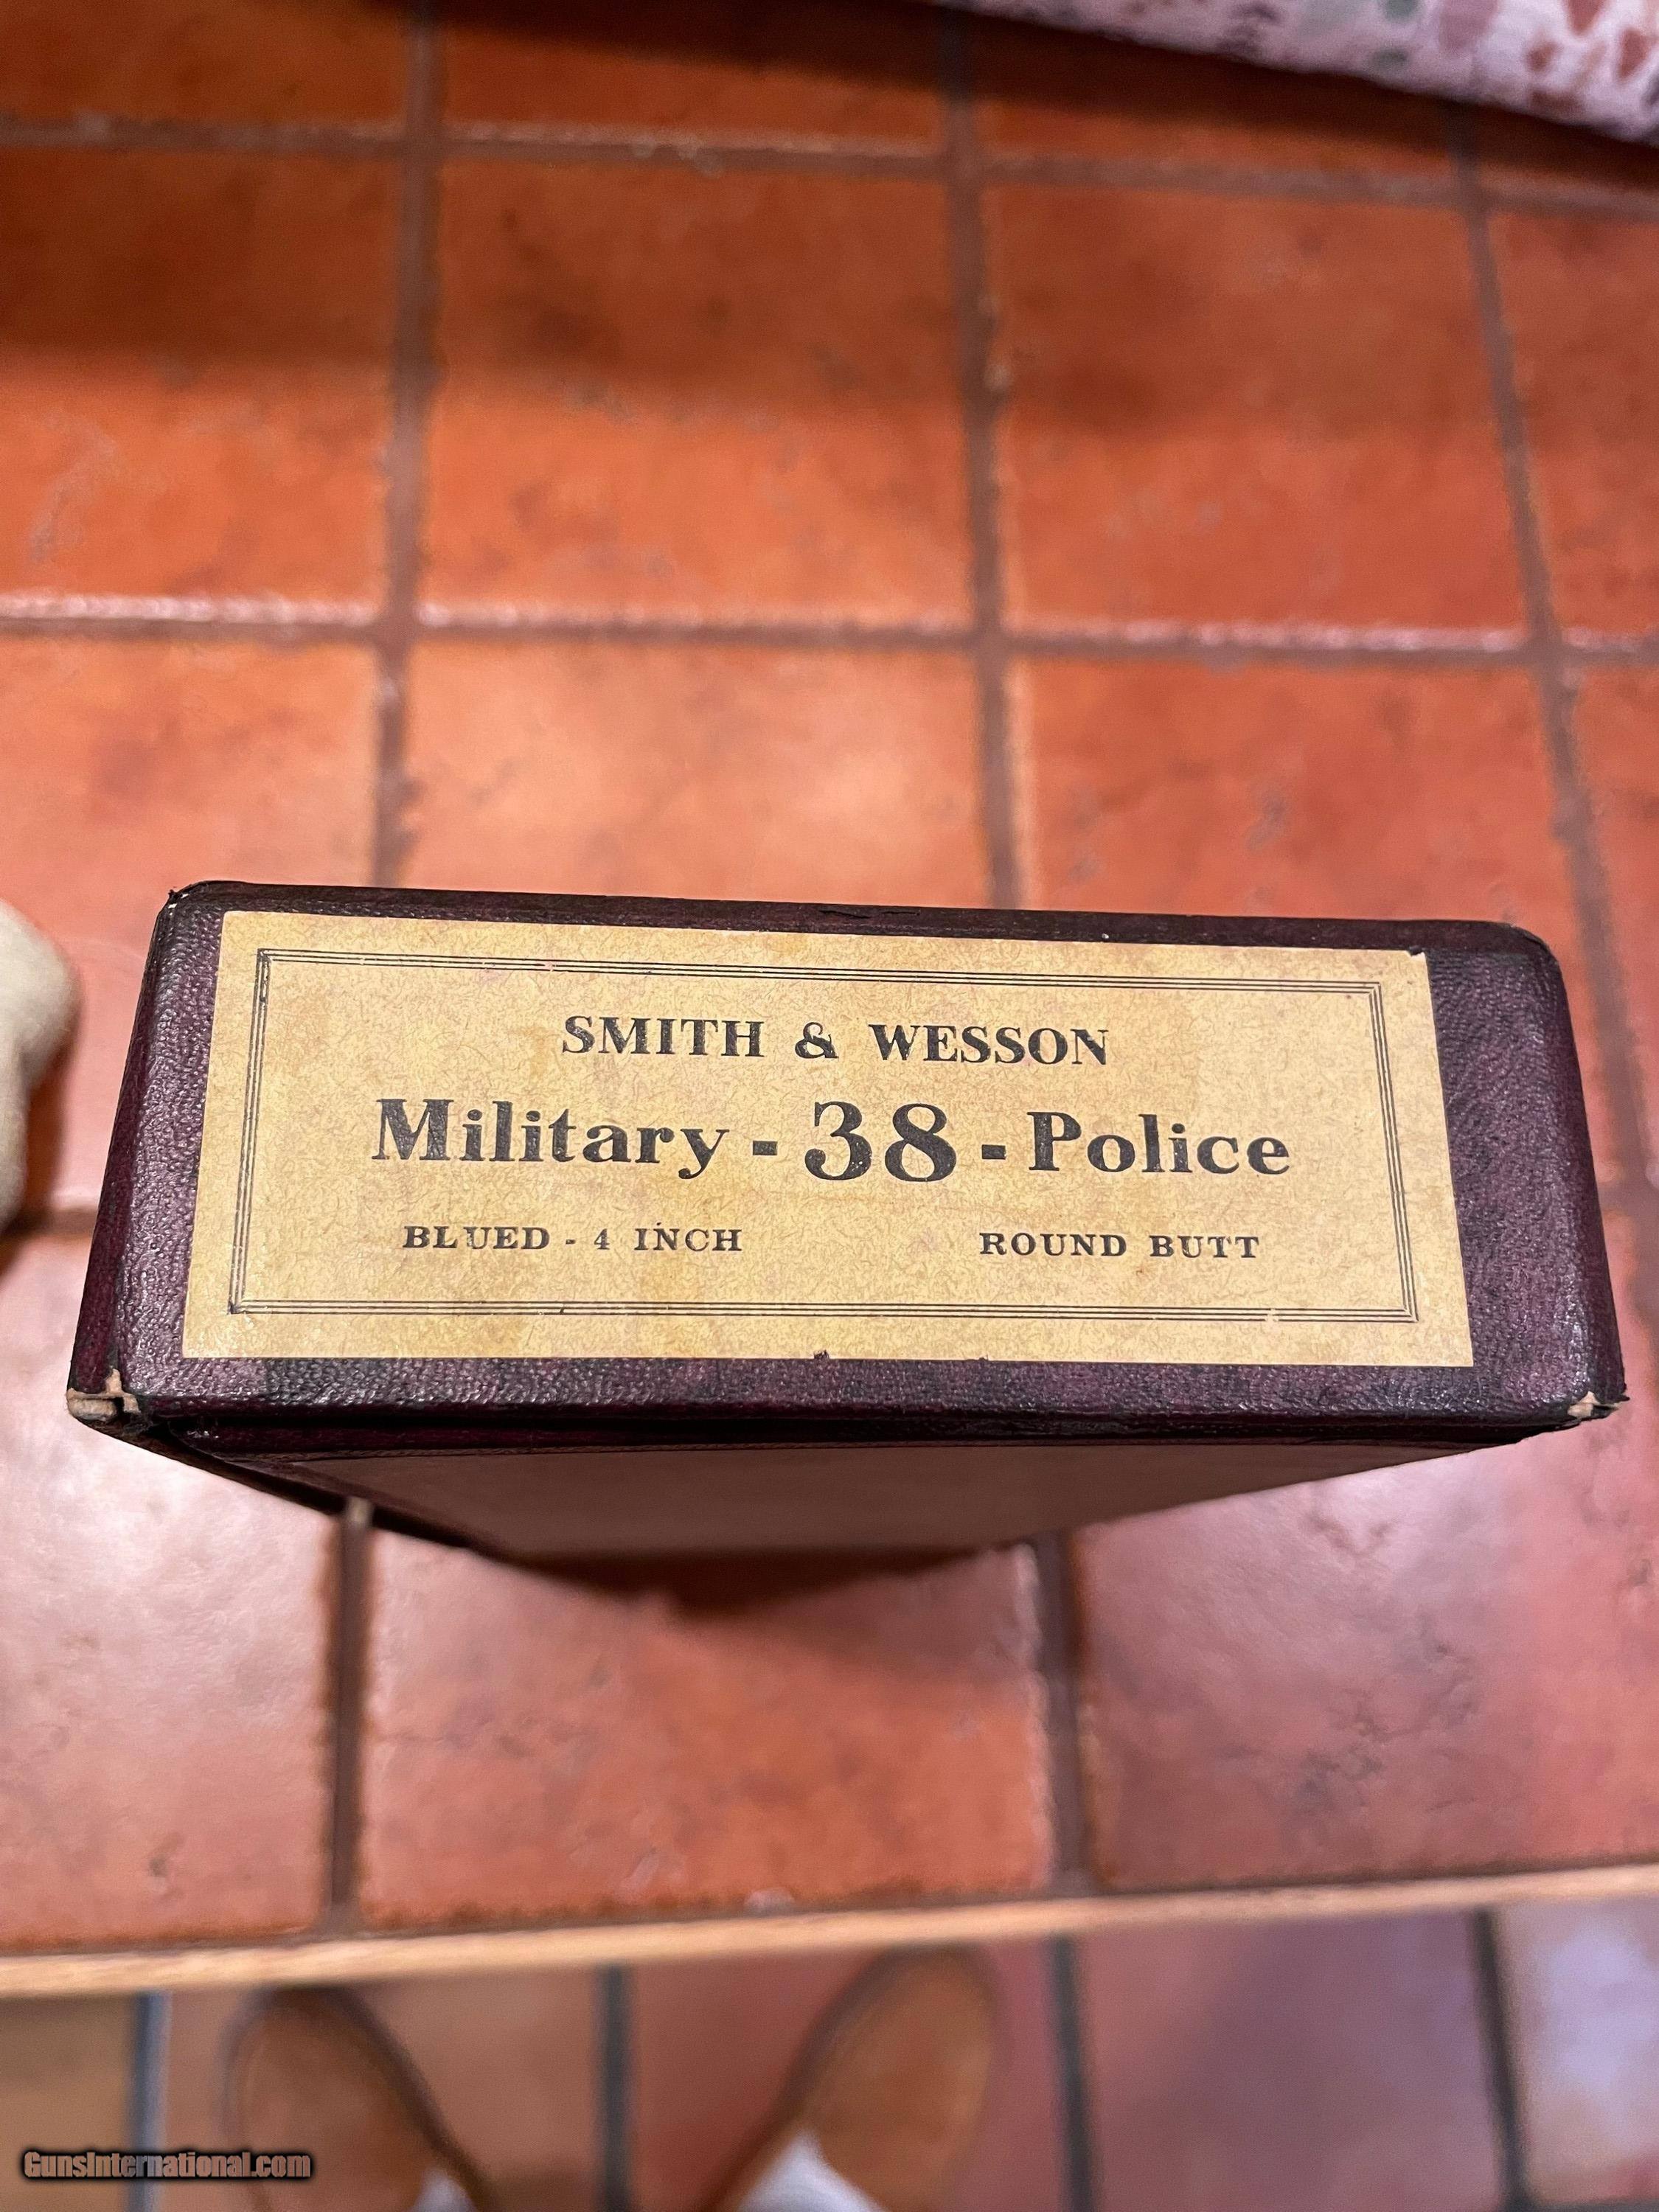 SMITH & WESSON
Military - 38 - Police
BLUED - 4 INCH ROUND BUTT
GunsInternational.com